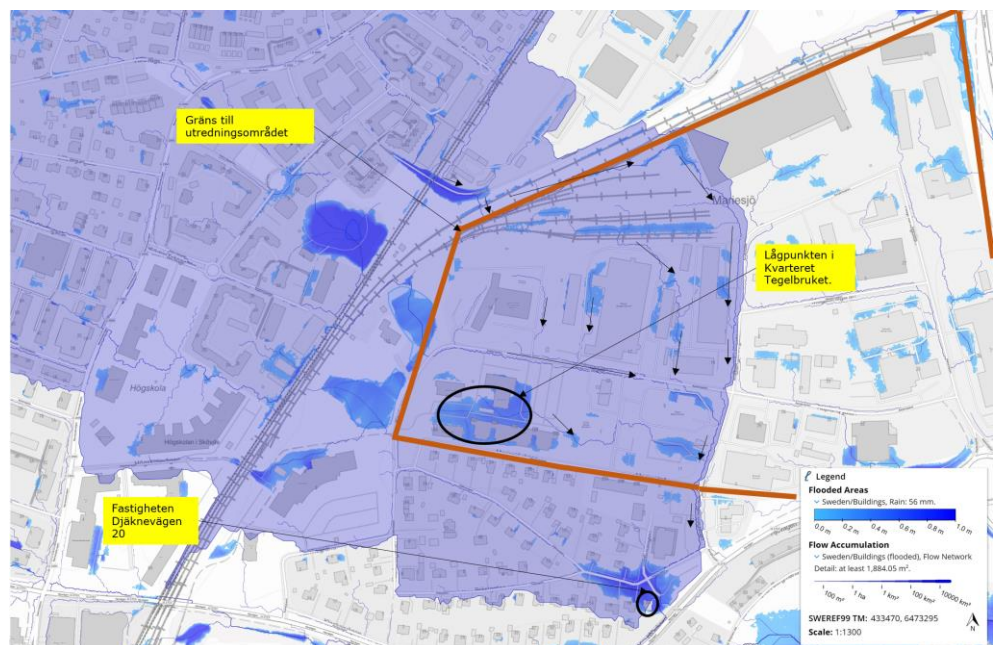 Gräns till
utredningsområdet
Mariesjö
Lågpunkten i
Kvarteret
Tegelbruket.
Högskola
Högskolan i Skövde
Fastigheten
Djäknevägen
20
Legend
Flooded Areas
Sweden/Buildings, Rain: 56 mm.
0.0 m 0.2 m 0.4 m 0.6 m 0.8 m 1.0 m
Flow Accumulation
Sweden/Buildings (flooded), Flow Network
Detail: at least 1,884.05 m².
100 m² 1 ha 1 km² 100 km² 10000 km²
SWEREF99 TM: 433470, 6473295
Scale: 1:1300
N